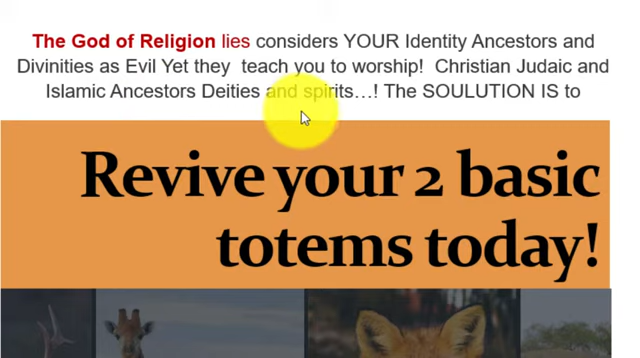 The God of Religion lies considers YOUR Identity Ancestors and
Divinities as Evil Yet they teach you to worship! Christian Judaic and
Islamic Ancestors Deities and spirits...! The SOULUTION IS to
Revive your 2 basic
totems today!